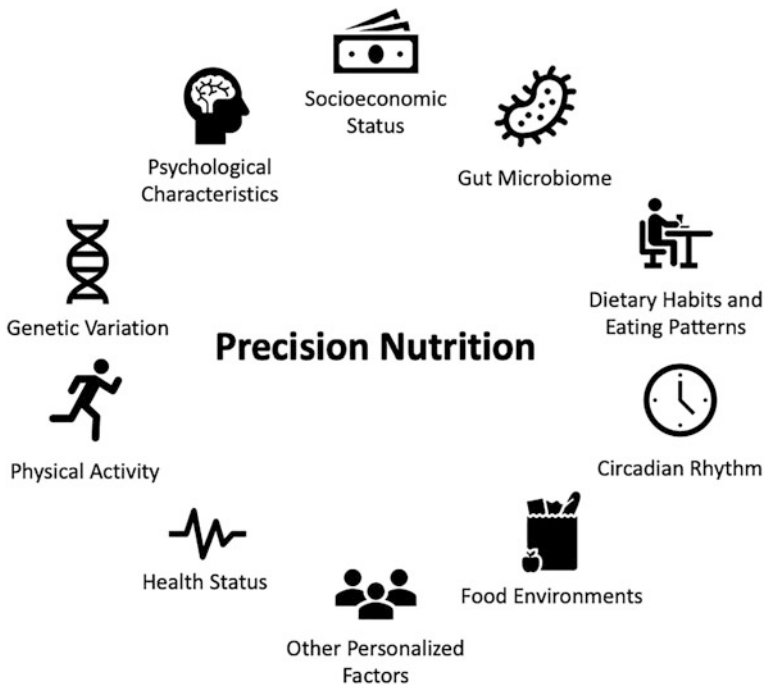 Socioeconomic
Status
Psychological
Characteristics
Gut Microbiome
Genetic Variation
Dietary Habits and
Eating Patterns
Precision Nutrition
Physical Activity
Circadian Rhythm
Health Status
Food Environments
Other Personalized
Factors